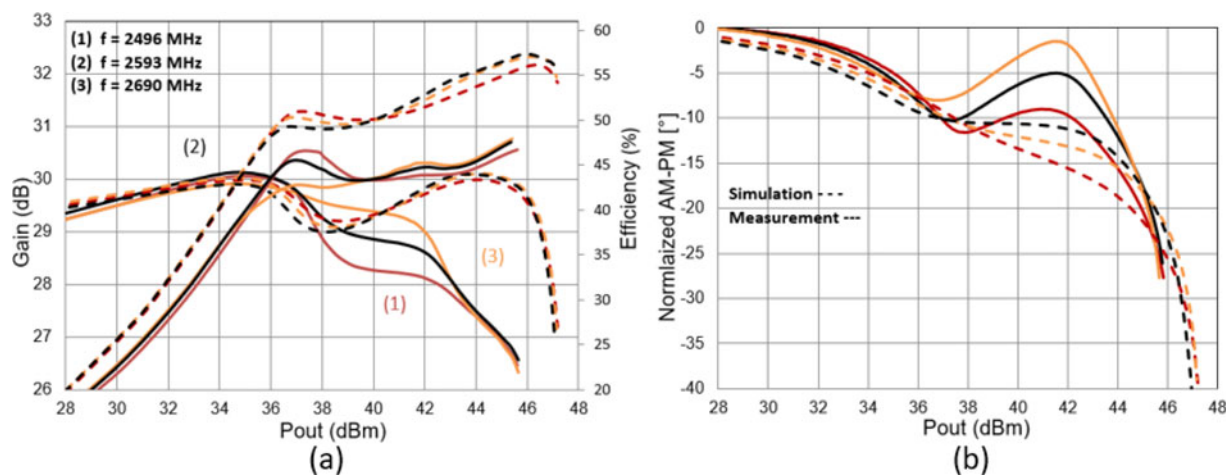 33
32
31
30
29
28
27
26
Gain (dB)
(1) f = 2496 MHz
(2) f = 2593 MHz
(3) f = 2690 MHz
(2)
(3)
(1)
60
55
50
45
40
35
30
25
20
Efficiency (%)
28 30 32 34 36 38 40 42 44 46 48
Pout (dBm)
(a)
0
-5
-10
-15
-20
-25
-30
-35
-40
Normlaized AM-PM [°]
Simulation ---
Measurement ---
28 30 32 34 36 38 40 42 44 46 48
Pout (dBm)
(b)